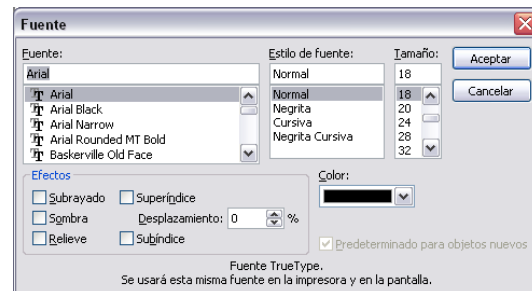 Fuente
Fuente: Estilo de fuente: Tamaño:
Arial Normal 18 Aceptar
Arial Normal 18 Cancelar
Arial Black Negrita 20
Arial Narrow Cursiva 24
Arial Rounded MT Bold Negrita Cursiva 28
Baskerville Old Face 32
Efectos Color:
Subrayado Superíndice
Sombra Desplazamiento: 0 %
Relieve Subíndice Predeterminado para objetos nuevos
Fuente TrueType.
Se usará esta misma fuente en la impresora y en la pantalla.